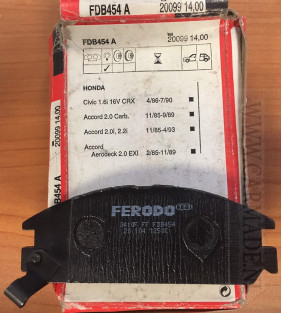 FDB454 A
20099 14,00
HONDA
Civic 1.6i 16V CRX 4/86-7/90
Accord 2.0 Carb. 11/85-9/89
Accord 2.0i, 2.2i 11/85-4/93
Accord
Aerodeck 2.0 EXI 2/85-11/89
20099 14,00
FDB454 A
FERODO
FF FDB454